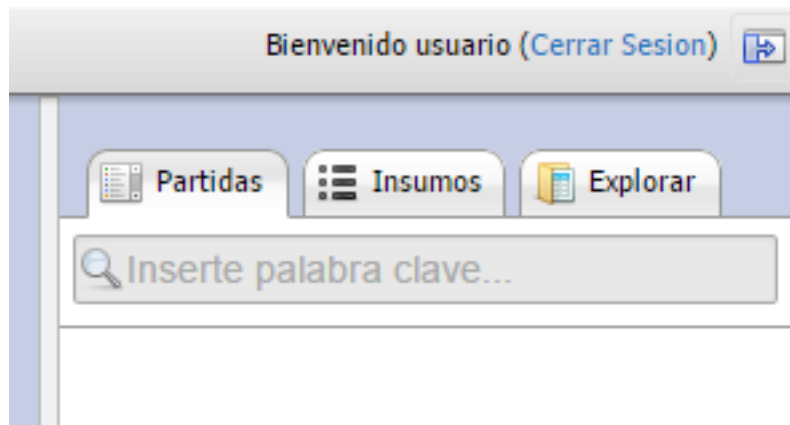 Bienvenido usuario (Cerrar Sesion)
Partidas Insumos Explorar
Inserte palabra clave...